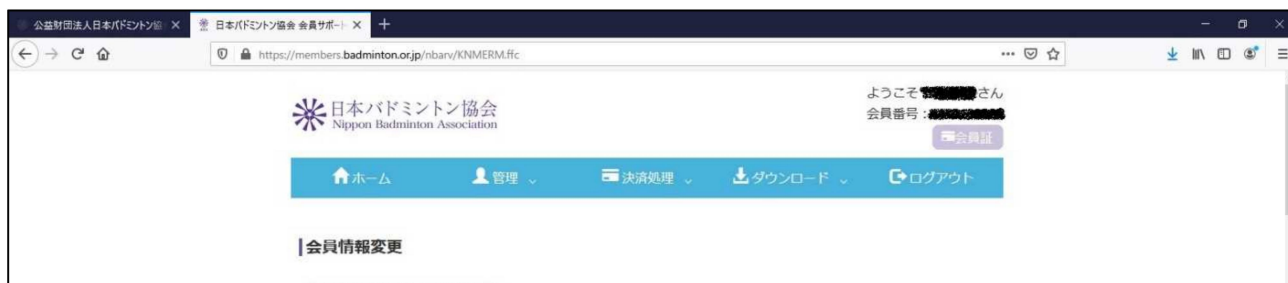 公益財団法人日本バドミントン協
日本バドミントン協会 会員サポート
https://members.badminton.or.jp/nbarv/KNMERM.ffc
日本バドミントン協会
Nippon Badminton Association
ようこそ さん
会員番号:
会員証
ホーム 管理 決済処理 ダウンロード ログアウト
会員情報変更